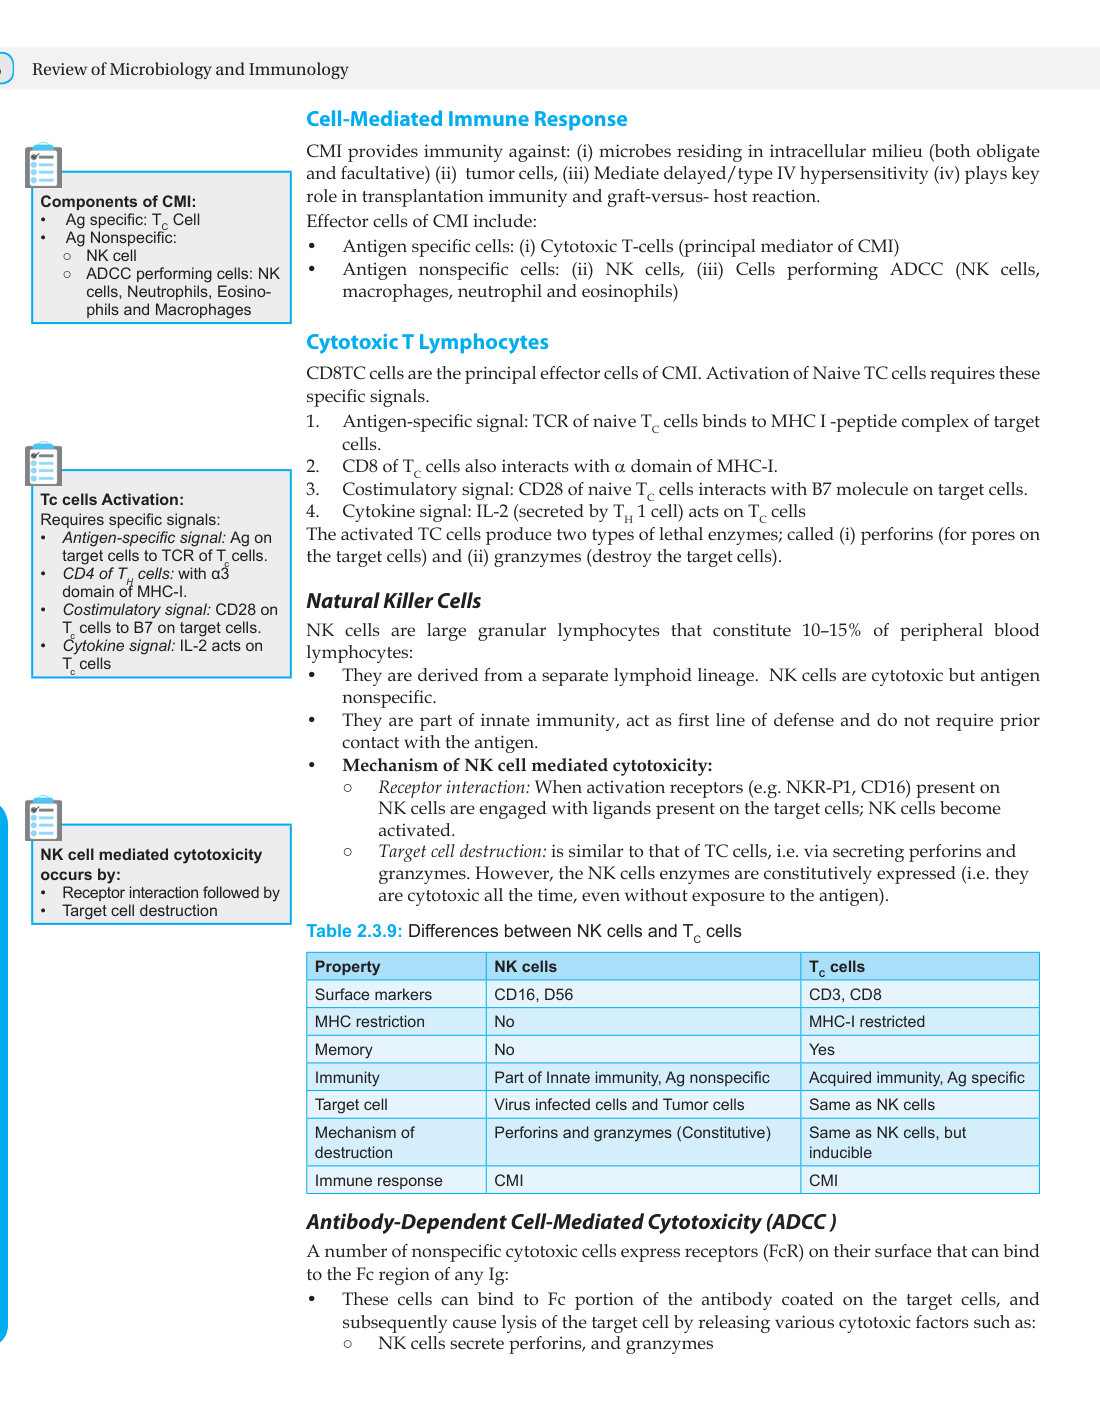 Review of Microbiology and Immunology
Components of CMI:
• Ag specific: TC Cell
• Ag Nonspecific:
○ NK cell
○ ADCC performing cells: NK
cells, Neutrophils, Eosino-
phils and Macrophages
Tc cells Activation:
Requires specific signals:
• Antigen-specific signal: Ag on
target cells to TCR of Tc cells.
• CD4 of TH cells: with α3
domain of MHC-I.
• Costimulatory signal: CD28 on
Tc cells to B7 on target cells.
• Cytokine signal: IL-2 acts on
Tc cells
NK cell mediated cytotoxicity
occurs by:
• Receptor interaction followed by
• Target cell destruction
Cell-Mediated Immune Response
CMI provides immunity against: (i) microbes residing in intracellular milieu (both obligate
and facultative) (ii) tumor cells, (iii) Mediate delayed/type IV hypersensitivity (iv) plays key
role in transplantation immunity and graft-versus- host reaction.
Effector cells of CMI include:
• Antigen specific cells: (i) Cytotoxic T-cells (principal mediator of CMI)
• Antigen nonspecific cells: (ii) NK cells, (iii) Cells performing ADCC (NK cells,
macrophages, neutrophil and eosinophils)
Cytotoxic T Lymphocytes
CD8TC cells are the principal effector cells of CMI. Activation of Naive TC cells requires these
specific signals.
1. Antigen-specific signal: TCR of naive TC cells binds to MHC I -peptide complex of target
cells.
2. CD8 of TC cells also interacts with α domain of MHC-I.
3. Costimulatory signal: CD28 of naive TC cells interacts with B7 molecule on target cells.
4. Cytokine signal: IL-2 (secreted by TH 1 cell) acts on TC cells
The activated TC cells produce two types of lethal enzymes; called (i) perforins (for pores on
the target cells) and (ii) granzymes (destroy the target cells).
Natural Killer Cells
NK cells are large granular lymphocytes that constitute 10–15% of peripheral blood
lymphocytes:
• They are derived from a separate lymphoid lineage. NK cells are cytotoxic but antigen
nonspecific.
• They are part of innate immunity, act as first line of defense and do not require prior
contact with the antigen.
• Mechanism of NK cell mediated cytotoxicity:
○ Receptor interaction: When activation receptors (e.g. NKR-P1, CD16) present on
NK cells are engaged with ligands present on the target cells; NK cells become
activated.
○ Target cell destruction: is similar to that of TC cells, i.e. via secreting perforins and
granzymes. However, the NK cells enzymes are constitutively expressed (i.e. they
are cytotoxic all the time, even without exposure to the antigen).
Table 2.3.9: Differences between NK cells and TC cells
Property NK cells TC cells
Surface markers CD16, D56 CD3, CD8
MHC restriction No MHC-I restricted
Memory No Yes
Immunity Part of Innate immunity, Ag nonspecific Acquired immunity, Ag specific
Target cell Virus infected cells and Tumor cells Same as NK cells
Mechanism of Perforins and granzymes (Constitutive) Same as NK cells, but
destruction inducible
Immune response CMI CMI
Antibody-Dependent Cell-Mediated Cytotoxicity (ADCC )
A number of nonspecific cytotoxic cells express receptors (FcR) on their surface that can bind
to the Fc region of any Ig:
• These cells can bind to Fc portion of the antibody coated on the target cells, and
subsequently cause lysis of the target cell by releasing various cytotoxic factors such as:
○ NK cells secrete perforins, and granzymes